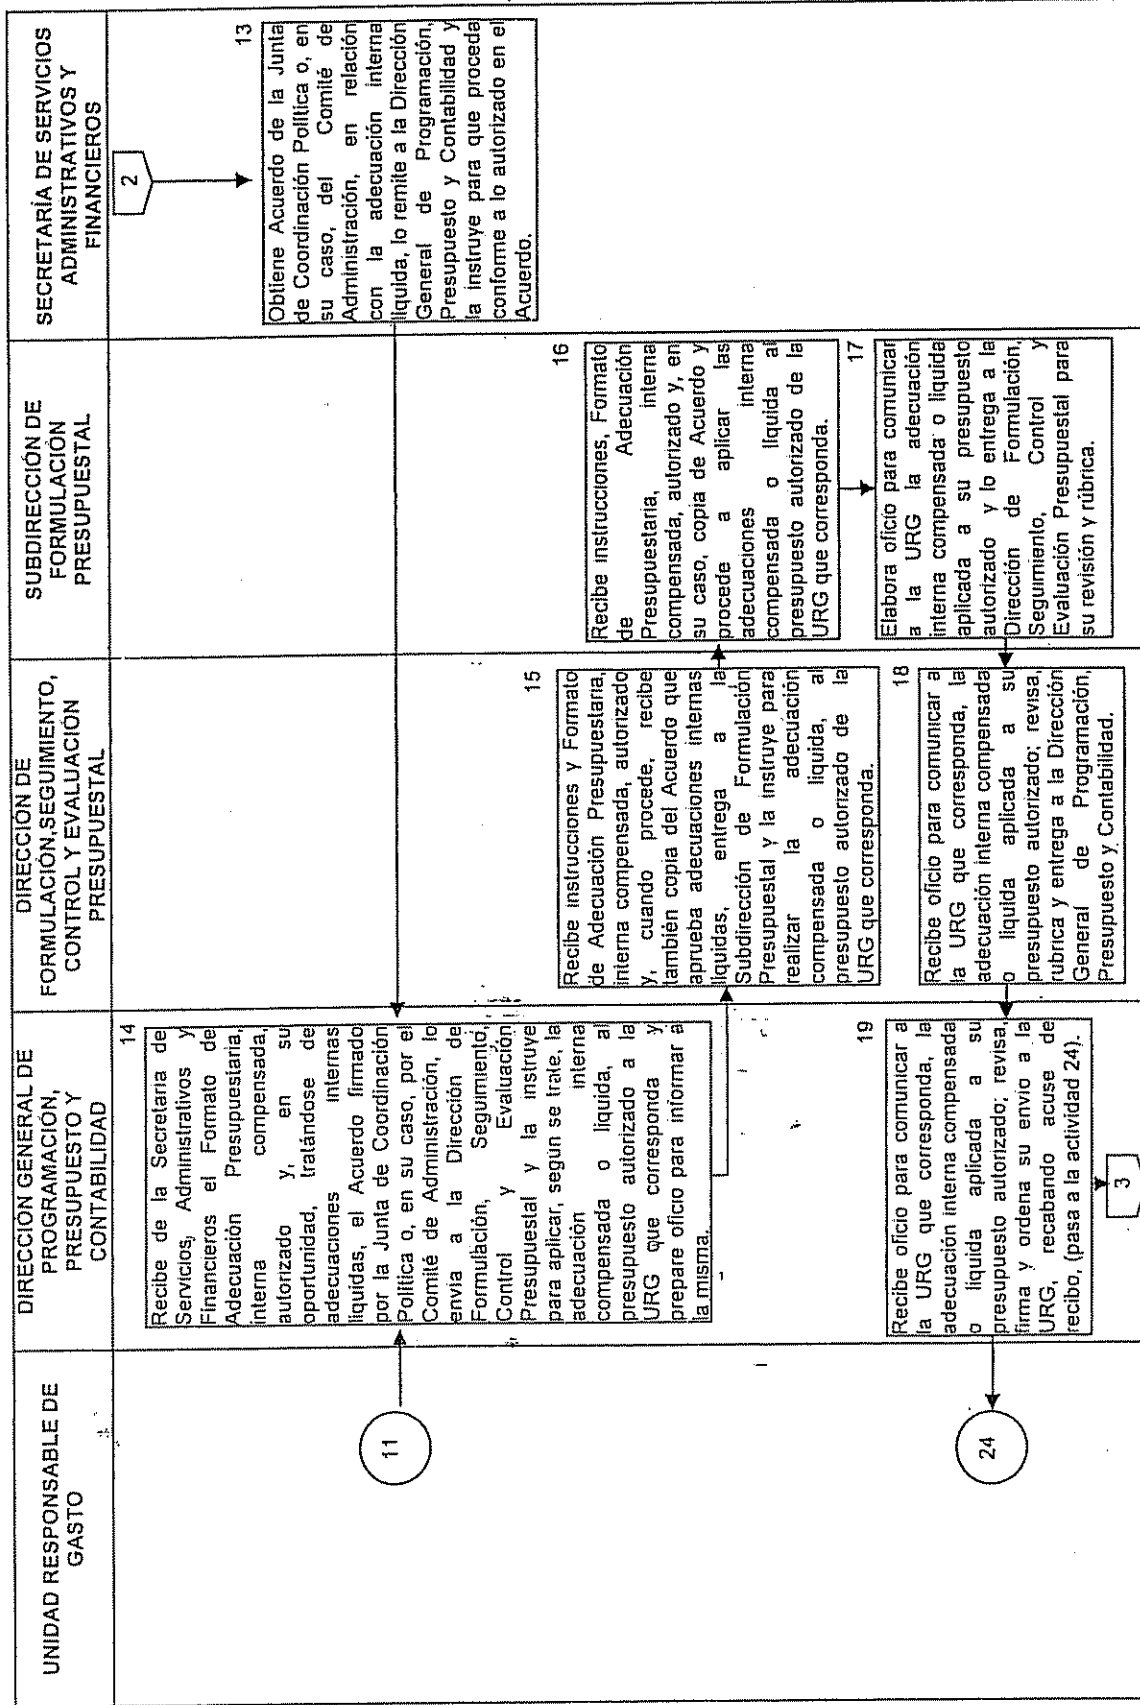 UNIDAD RESPONSABLE DE
GASTO
DIRECCIÓN GENERAL DE
PROGRAMACIÓN,
PRESUPUESTO Y
CONTABILIDAD
DIRECCIÓN DE
FORMULACIÓN,SEGUIMIENTO,
CONTROL Y EVALUACIÓN
PRESUPUESTAL
SUBDIRECCIÓN DE
FORMULACIÓN
PRESUPUESTAL
SECRETARÍA DE SERVICIOS
ADMINISTRATIVOS Y
FINANCIEROS
2
13
Obtiene Acuerdo de la Junta
de Coordinación Política o, en
su caso, del Comité de
Administración, en relación
con la adecuación interna
líquida, lo remite a la Dirección
General de Programación,
Presupuesto y Contabilidad y
la instruye para que proceda
conforme a lo autorizado en el
Acuerdo.
11
14
Recibe de la Secretaria de
Servicios, Administrativos y
Financieros el Formato de
Adecuación Presupuestaria,
interna compensada,
autorizado y, en su
oportunidad, tratándose de
adecuaciones internas
líquidas, el Acuerdo firmado
por la Junta de Coordinación
Política o, en su caso, por el
Comité de Administración, lo
envía a la Dirección de
Formulación, Seguimiento,
Control y Evaluación
Presupuestal y la instruye
para aplicar, según se trate, la
adecuación interna
compensada o líquida, al
presupuesto autorizado a la
URG que corresponda y
prepare oficio para informar a
la misma.
15
Recibe instrucciones y Formato
de Adecuación Presupuestaria,
interna compensada, autorizado
y, cuando procede, recibe
también copia del Acuerdo que
aprueba adecuaciones internas
líquidas, entrega a la
Subdirección de Formulación
Presupuestal y la instruye para
realizar la adecuación
compensada o líquida, al
presupuesto autorizado de la
URG que corresponda.
16
Recibe instrucciones, Formato
de Adecuación
Presupuestaria, interna
compensada, autorizado y, en
su caso, copia de Acuerdo y
procede a aplicar las
adecuaciones interna
compensada o líquida al
presupuesto autorizado de la
URG que corresponda.
17
Elabora oficio para comunicar
a la URG la adecuación
interna compensada o líquida
aplicada a su presupuesto
autorizado y lo entrega a la
Dirección de Formulación,
Seguimiento, Control y
Evaluación Presupuestal para
su revisión y rúbrica.
18
Recibe oficio para comunicar a
la URG que corresponda, la
adecuación interna compensada
o líquida aplicada a su
presupuesto autorizado; revisa,
rubrica y entrega a la Dirección
General de Programación,
Presupuesto y Contabilidad.
19
Recibe oficio para comunicar a
la URG que corresponda, la
adecuación interna compensada
o líquida aplicada a su
presupuesto autorizado; revisa,
firma y ordena su envío a la
URG, recabando acuse de
recibo, (pasa a la actividad 24).
24
3